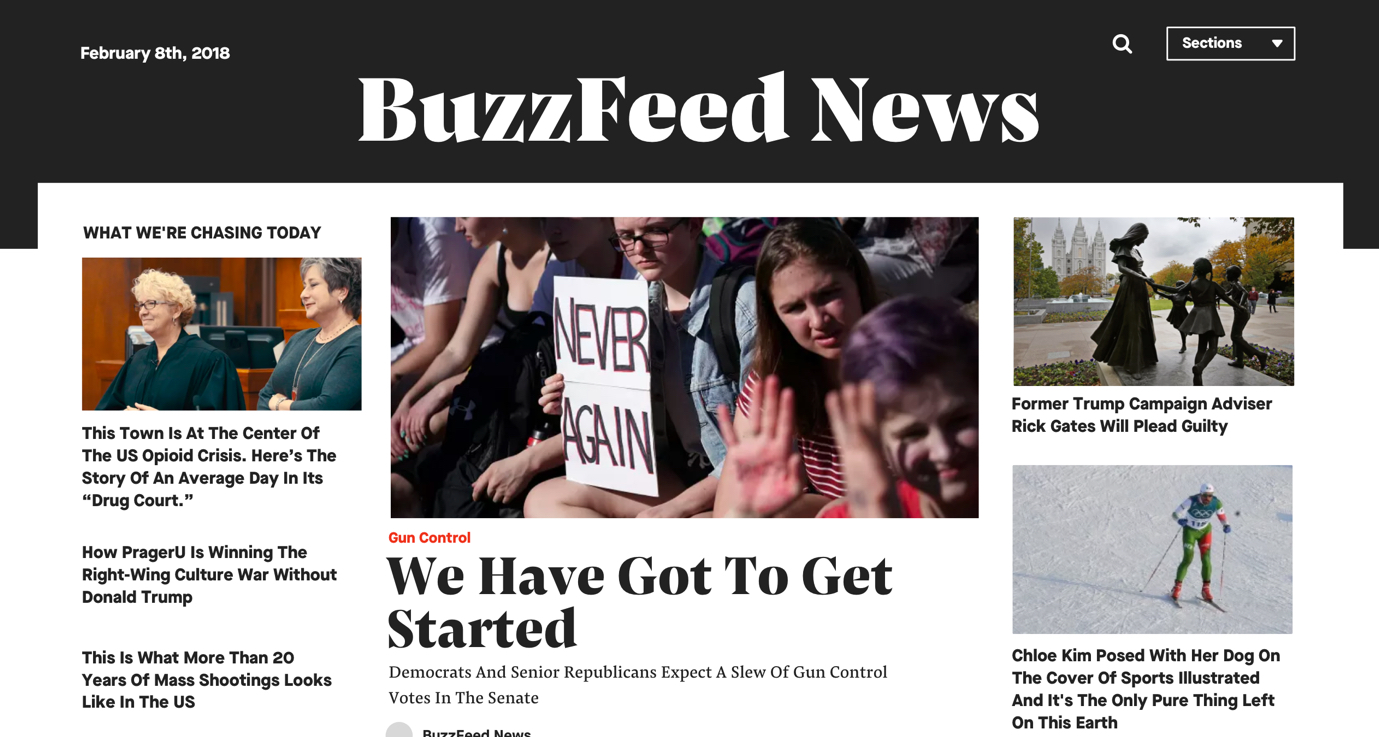 February 8th, 2018
Sections
BuzzFeed News
WHAT WE'RE CHASING TODAY
This Town Is At The Center Of
The US Opioid Crisis. Here’s The
Story Of An Average Day In Its
“Drug Court.”
How PragerU Is Winning The
Right-Wing Culture War Without
Donald Trump
This Is What More Than 20
Years Of Mass Shootings Looks
Like In The US
NEVER
AGAIN
Gun Control
We Have Got To Get
Started
Democrats And Senior Republicans Expect A Slew Of Gun Control
Votes In The Senate
BuzzFeed News
Former Trump Campaign Adviser
Rick Gates Will Plead Guilty
Chloe Kim Posed With Her Dog On
The Cover Of Sports Illustrated
And It's The Only Pure Thing Left
On This Earth